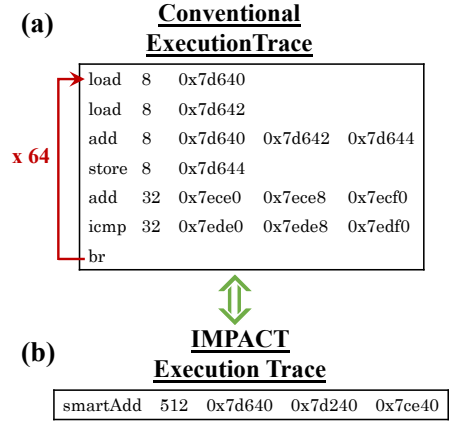 (a)
Conventional
ExecutionTrace
load 8 0x7d640
load 8 0x7d642
add 8 0x7d640 0x7d642 0x7d644
x 64
store 8 0x7d644
add 32 0x7ece0 0x7ece8 0x7ecf0
icmp 32 0x7ede0 0x7ede8 0x7edf0
br
(b)
IMPACT
Execution Trace
smartAdd 512 0x7d640 0x7d240 0x7ce40